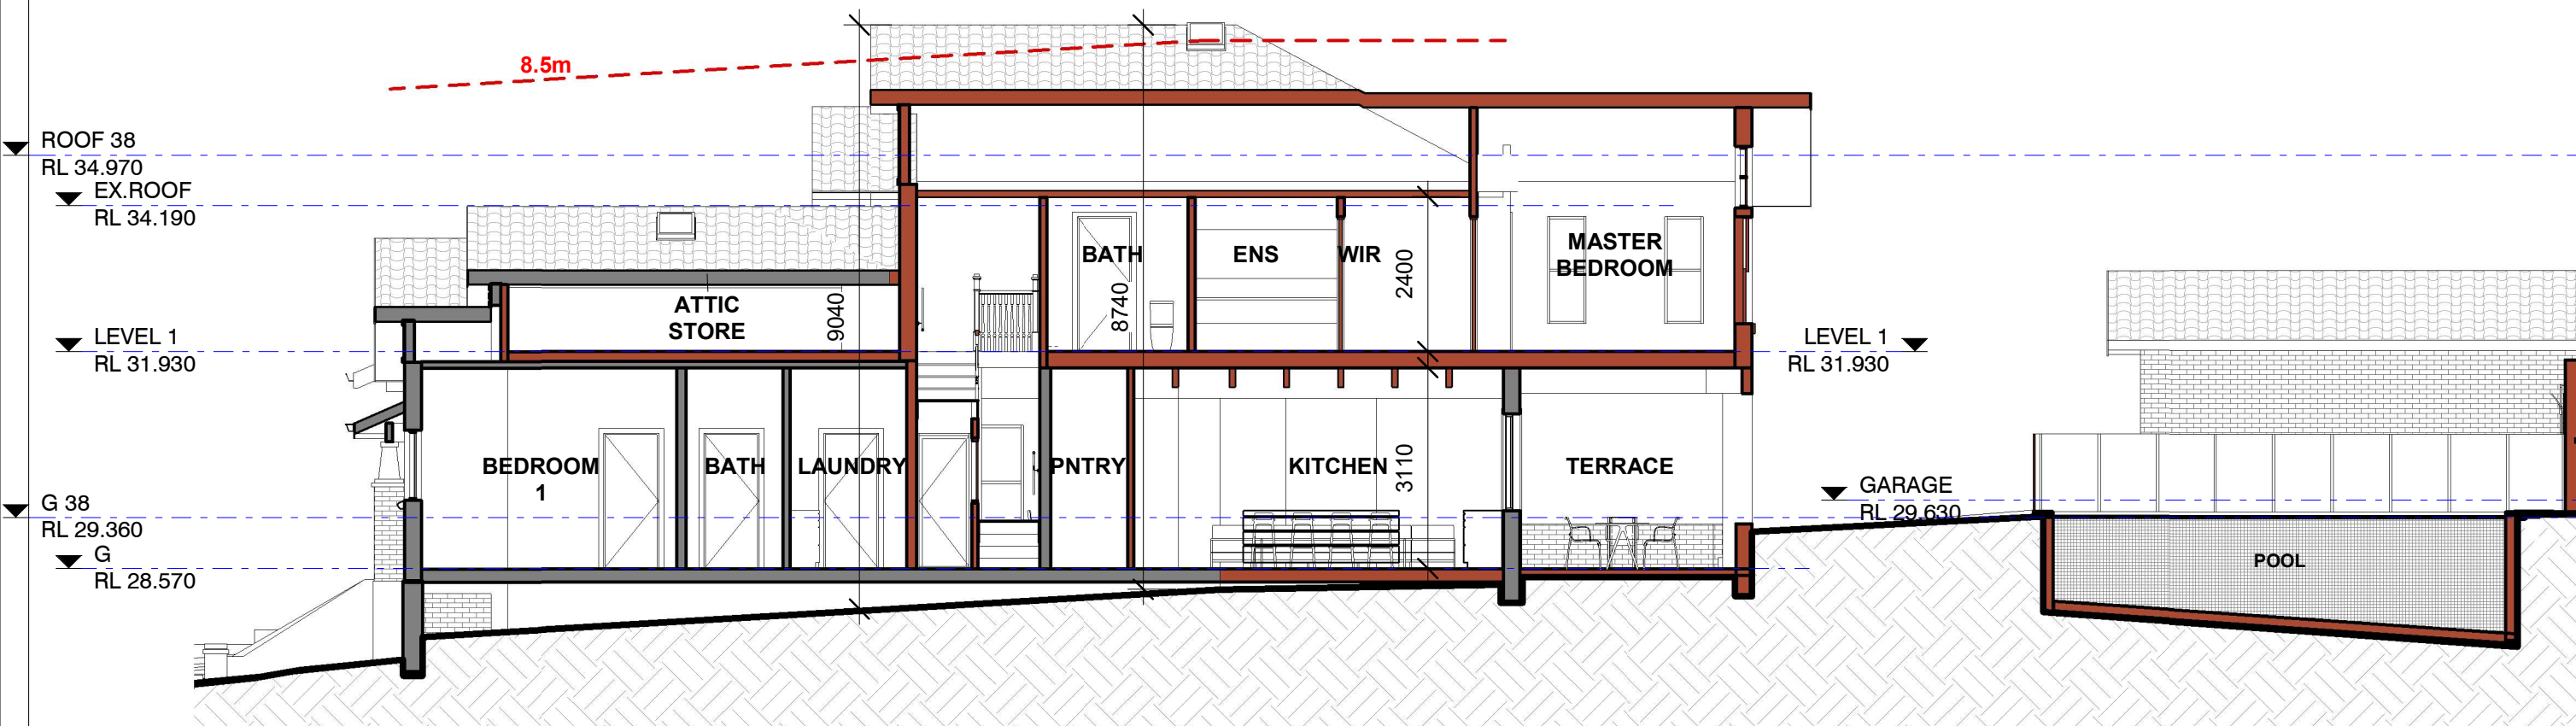 8.5m
ROOF 38
RL 34.970
EX.ROOF
RL 34.190
LEVEL 1
RL 31.930
G 38
RL 29.360
G
RL 28.570
ATTIC
STORE
9040
BATH
8740
ENS
WIR
2400
MASTER
BEDROOM
LEVEL 1
RL 31.930
BEDROOM
1
BATH
LAUNDRY
PNTRY
KITCHEN
3110
TERRACE
GARAGE
RL 29.630
POOL